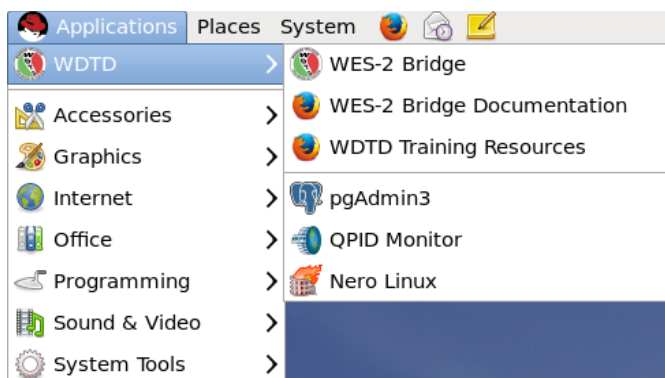 Applications Places System
WDTD
Accessories
Graphics
Internet
Office
Programming
Sound & Video
System Tools
WES-2 Bridge
WES-2 Bridge Documentation
WDTD Training Resources
pgAdmin3
QPID Monitor
Nero Linux